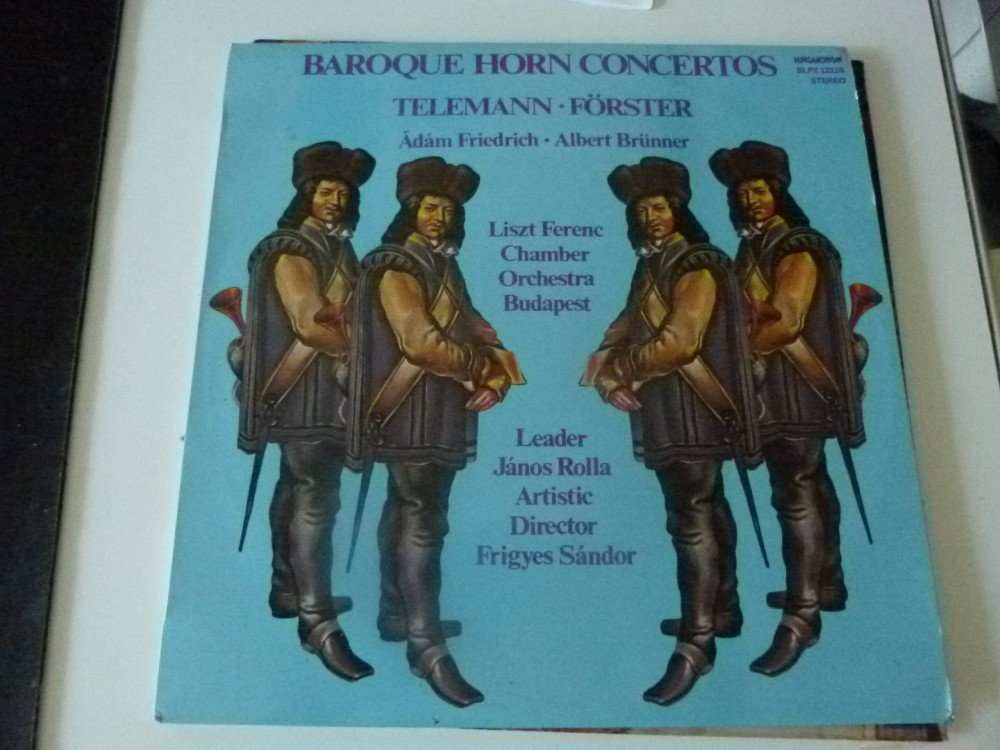 BAROQUE HORN CONCERTOS
HUNGAROTON
STEREO
TELEMANN · FÖRSTER
Ádám Friedrich · Albert Brünner
Liszt Ferenc
Chamber
Orchestra
Budapest
Leader
János Rolla
Artistic
Director
Frigyes Sándor